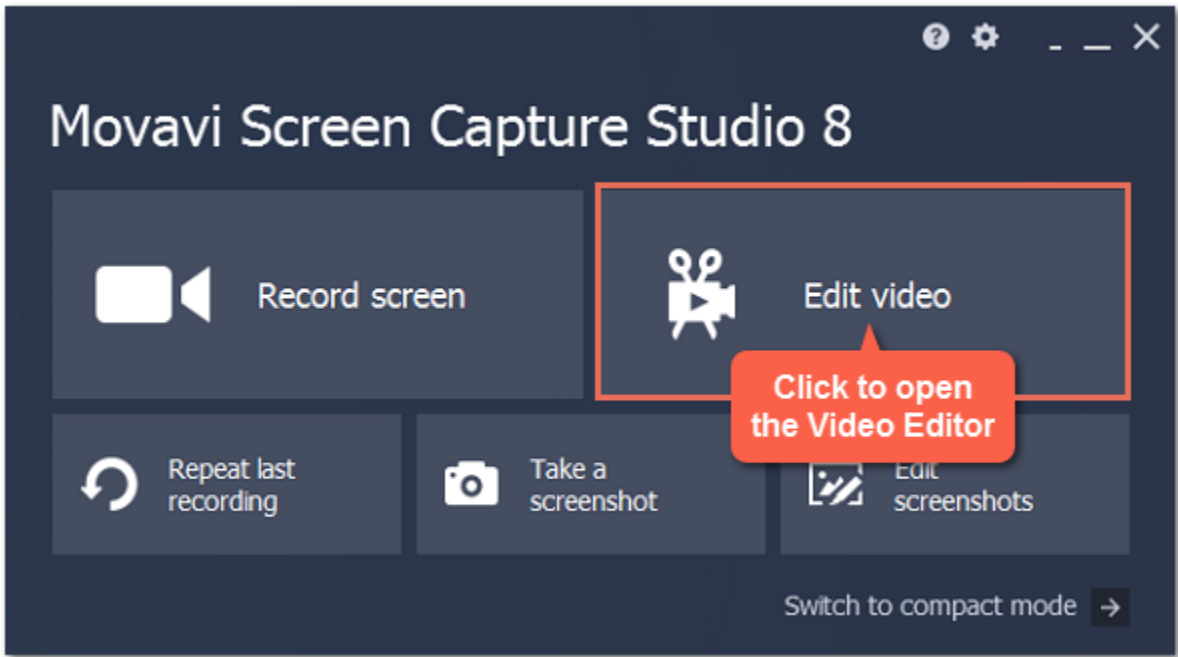 Movavi Screen Capture Studio 8
Record screen
Edit video
Click to open
the Video Editor
Repeat last
recording
Take a
screenshot
Edit
screenshots
Switch to compact mode